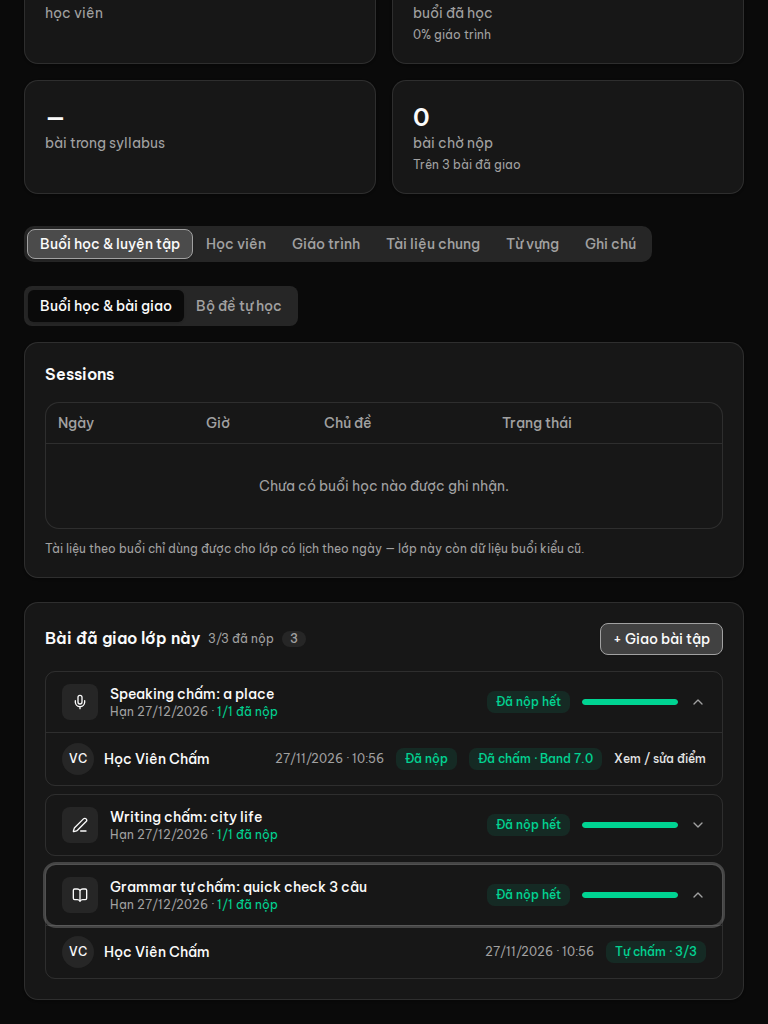 học viên
buổi đã học
0% giáo trình
—
bài trong syllabus
0
bài chờ nộp
Trên 3 bài đã giao
Buổi học & luyện tập Học viên Giáo trình Tài liệu chung Từ vựng Ghi chú
Buổi học & bài giao Bộ đề tự học
Sessions
Ngày Giờ Chủ đề Trạng thái
Chưa có buổi học nào được ghi nhận.
Tài liệu theo buổi chỉ dùng được cho lớp có lịch theo ngày — lớp này còn dữ liệu buổi kiểu cũ.
Bài đã giao lớp này 3/3 đã nộp 3 + Giao bài tập
Speaking chấm: a place Đã nộp hết
Hạn 27/12/2026 · 1/1 đã nộp
VC Học Viên Chấm 27/11/2026 · 10:56 Đã nộp Đã chấm · Band 7.0 Xem / sửa điểm
Writing chấm: city life Đã nộp hết
Hạn 27/12/2026 · 1/1 đã nộp
Grammar tự chấm: quick check 3 câu Đã nộp hết
Hạn 27/12/2026 · 1/1 đã nộp
VC Học Viên Chấm 27/11/2026 · 10:56 Tự chấm · 3/3